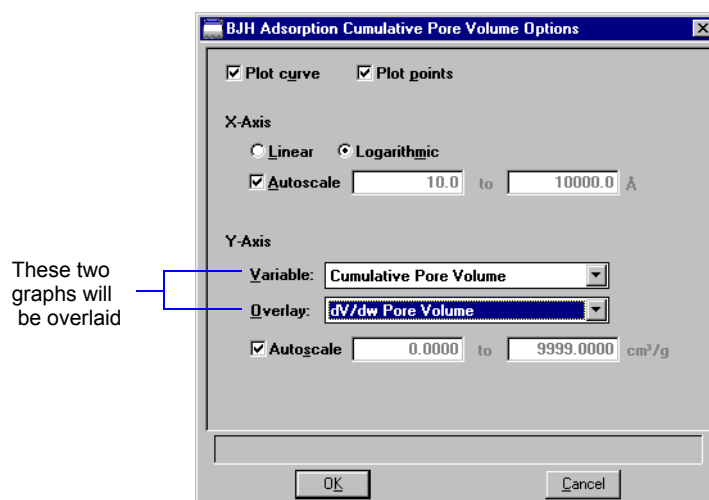 BJH Adsorption Cumulative Pore Volume Options
Plot curve Plot points
X-Axis
Linear Logarithmic
Autoscale 10.0 to 10000.0 Å
Y-Axis
These two
graphs will
be overlaid
Variable: Cumulative Pore Volume
Overlay: dV/dw Pore Volume
Autoscale 0.0000 to 9999.0000 cm³/g
OK Cancel